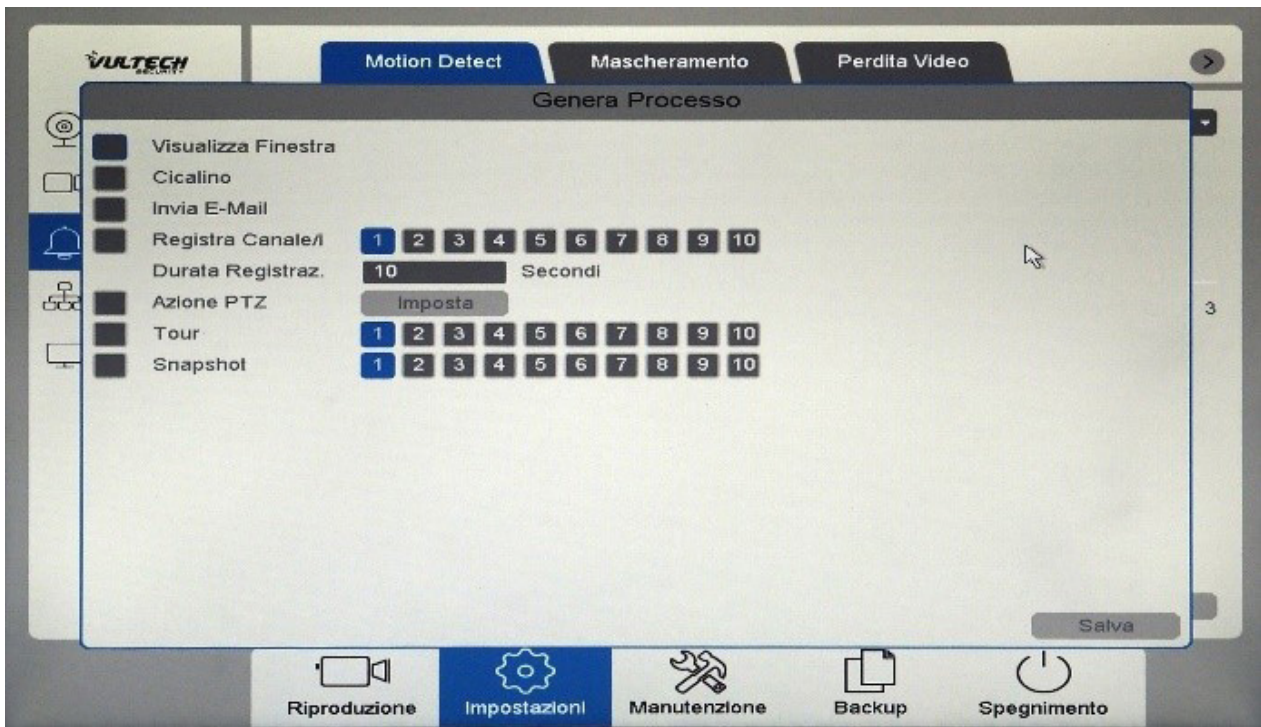 VULTECH
SECURITY
Motion Detect
Mascheramento
Perdita Video
>
Genera Processo
Visualizza Finestra
Cicalino
Invia E-Mail
Registra Canale/i 1 2 3 4 5 6 7 8 9 10
Durata Registraz. 10 Secondi
Azione PTZ Imposta
3
Tour 1 2 3 4 5 6 7 8 9 10
Snapshot 1 2 3 4 5 6 7 8 9 10
Salva
Riproduzione
Impostazioni
Manutenzione
Backup
Spegnimento